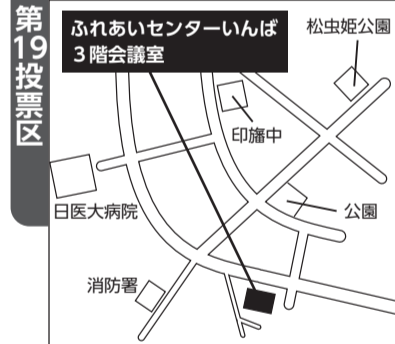 第19投票区
ふれあいセンターいんば
３階会議室
松虫姫公園
印旛中
日医大病院
公園
消防署